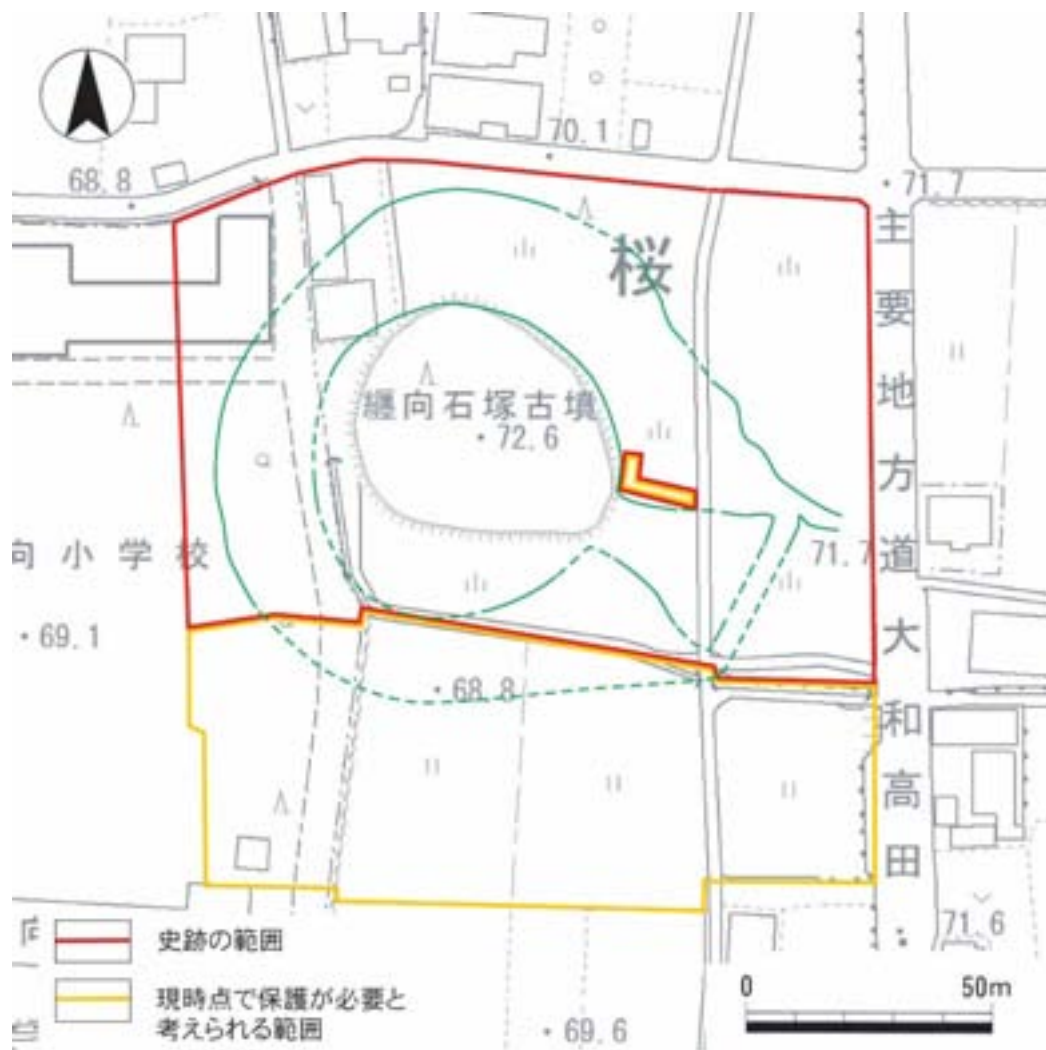 70.1
68.8
71.7
桜
主要地方道大和高田
纒向石塚古墳
72.6
向小学校
71.7
69.1
68.8
史跡の範囲
71.6
現時点で保護が必要と
考えられる範囲
0 50m
69.6